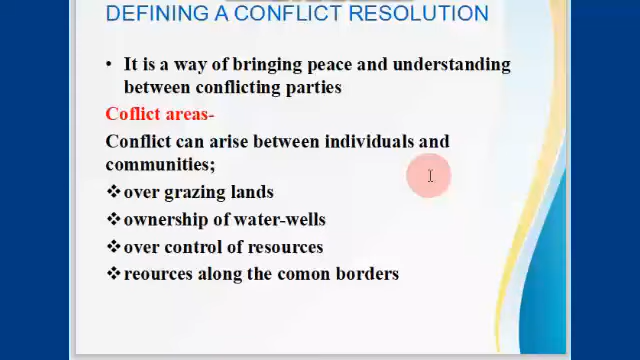 DEFINING A CONFLICT RESOLUTION
• It is a way of bringing peace and understanding
between conflicting parties
Coflict areas-
Conflict can arise between individuals and
communities;
❖over grazing lands
❖ownership of water-wells
❖over control of resources
❖reources along the comon borders